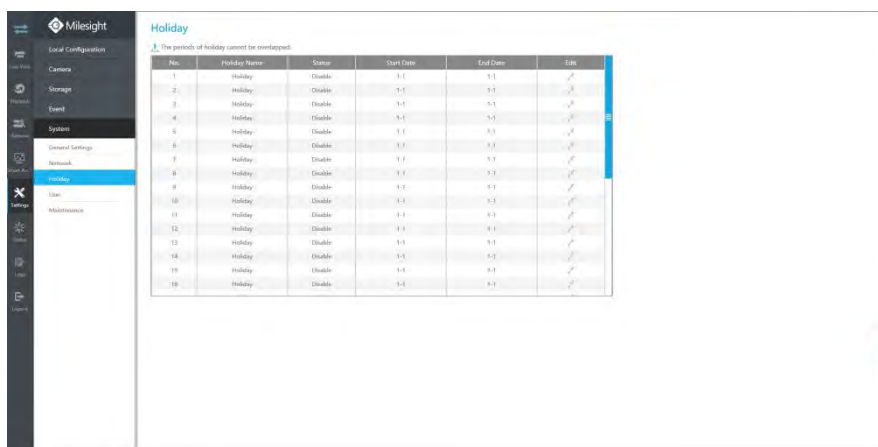 Milesight
Local Configuration
Camera
Storage
Event
System
General Settings
Network
Holiday
User
Maintenance
Live View
Playback
Retrieve
Settings
Status
Logs
Logout
Holiday
The periods of holiday cannot be overlapped.
No. Holiday Name Status Start Date End Date Edit
1 Holiday Disable 1-1 1-1
2 Holiday Disable 1-1 1-1
3 Holiday Disable 1-1 1-1
4 Holiday Disable 1-1 1-1
5 Holiday Disable 1-1 1-1
6 Holiday Disable 1-1 1-1
7 Holiday Disable 1-1 1-1
8 Holiday Disable 1-1 1-1
9 Holiday Disable 1-1 1-1
10 Holiday Disable 1-1 1-1
11 Holiday Disable 1-1 1-1
12 Holiday Disable 1-1 1-1
13 Holiday Disable 1-1 1-1
14 Holiday Disable 1-1 1-1
15 Holiday Disable 1-1 1-1
16 Holiday Disable 1-1 1-1